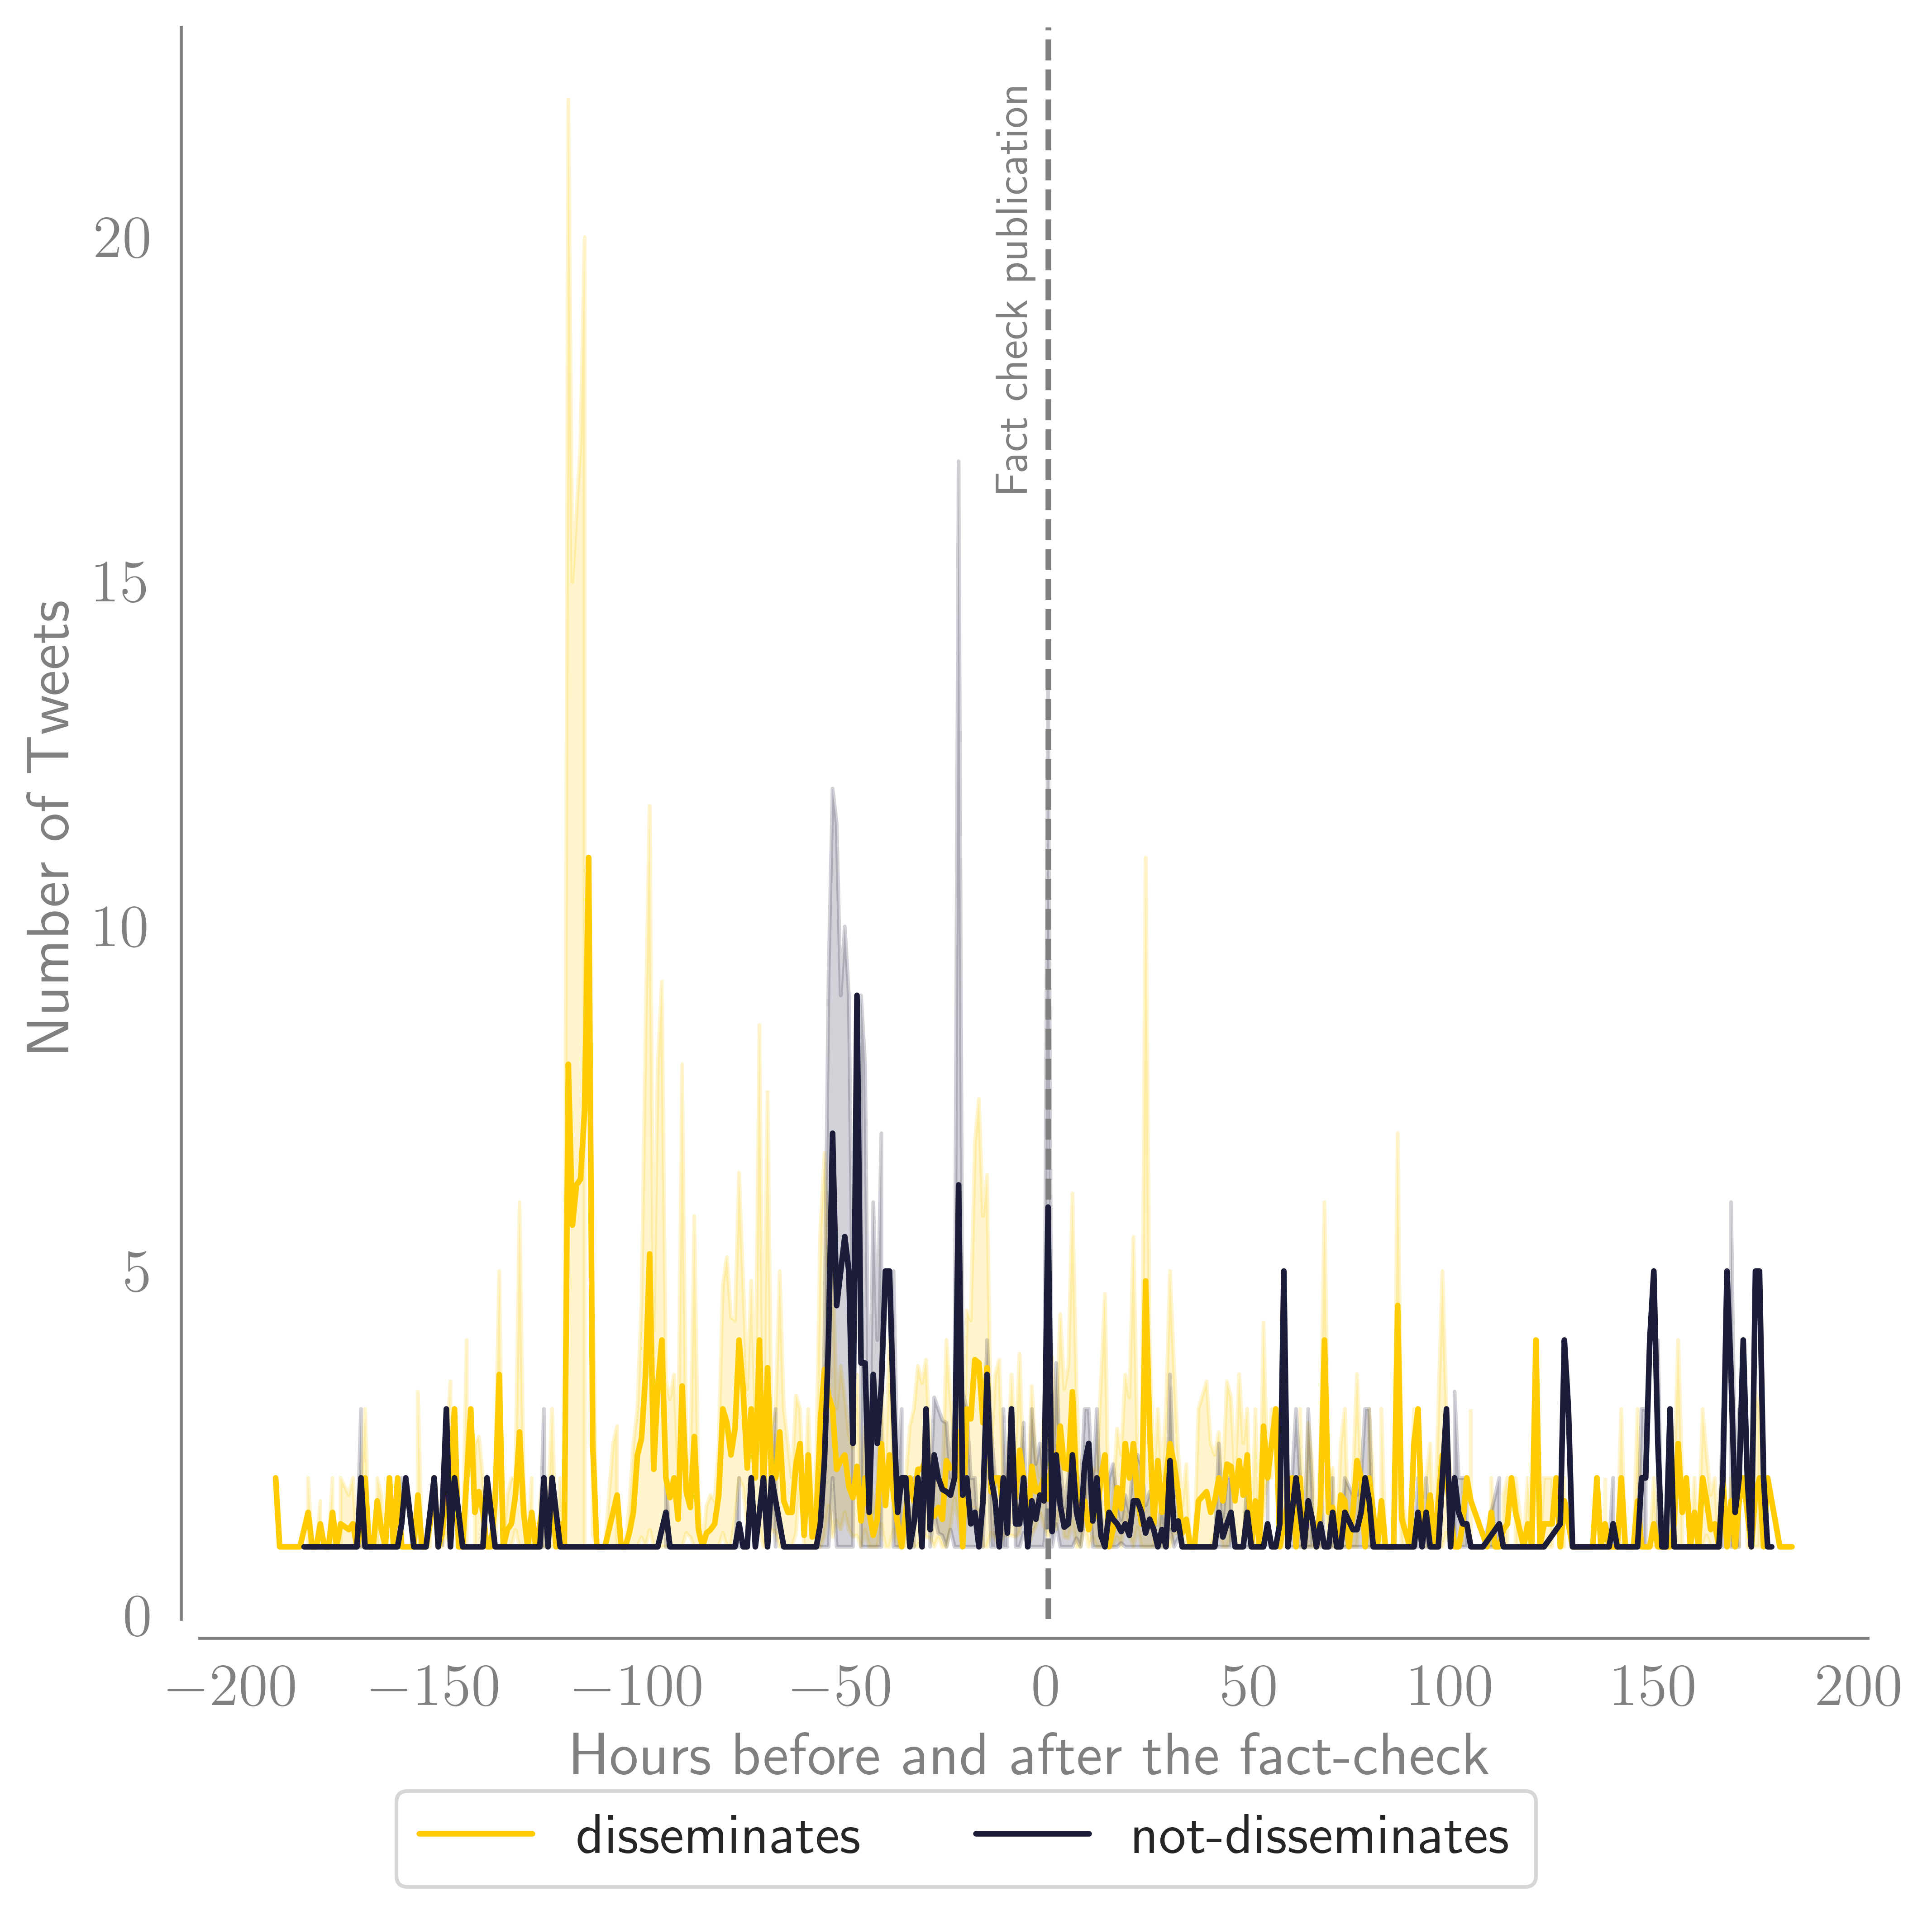 Number of Tweets
20
15
10
5
0
Fact check publication
−200 −150 −100 −50 0 50 100 150 200
Hours before and after the fact-check
disseminates not-disseminates